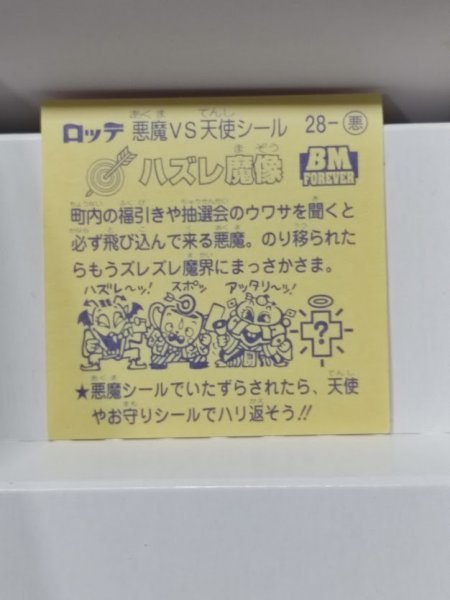 ロッテ 悪魔VS天使シール 28-悪
ハズレ魔像 BM FOREVER
町内の福引きや抽選会のウワサを聞くと
必ず飛び込んで来る悪魔。のり移られた
らもうズレズレ魔界にまっさかさま。
ハズレ〜ッ! スポッ アッタリ〜ッ!
?
★悪魔シールでいたずらされたら、天使
やお守りシールでハリ返そう!!